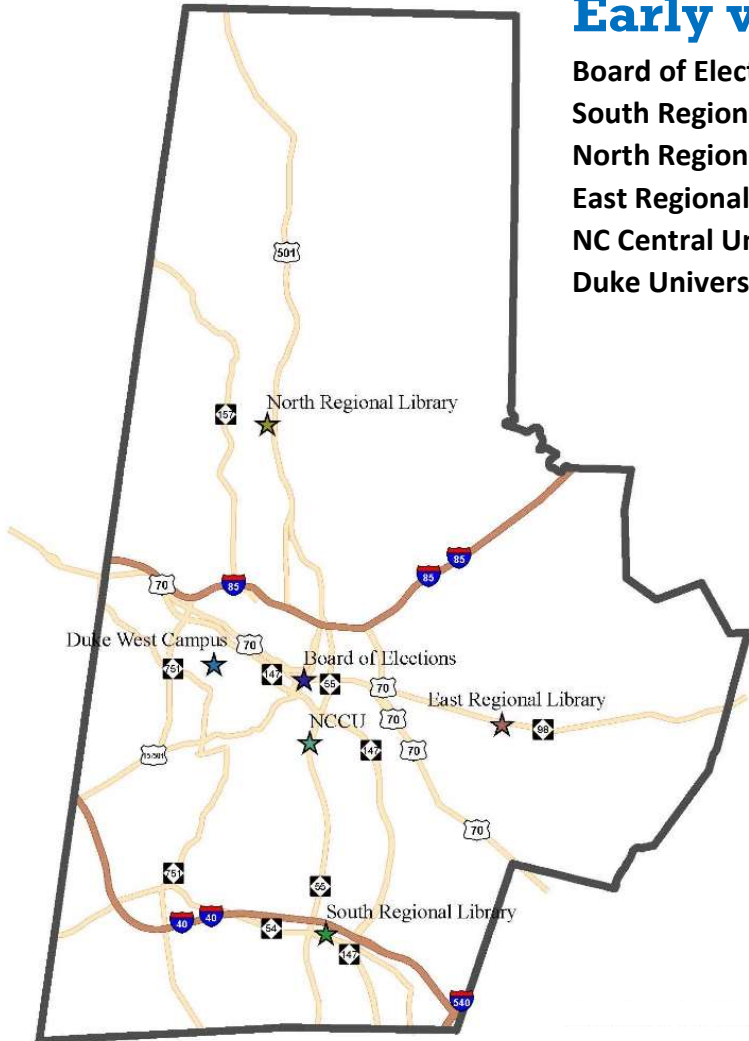 Early v
Board of Elect
South Region
North Region
East Regional
NC Central Un
Duke Univers
501
North Regional Library
157
85
85
85
70
Duke West Campus
70
Board of Elections
751
147
55
70
East Regional Library
NCCU
70
98
15/501
147
70
70
751
55
South Regional Library
40
40
54
147
540